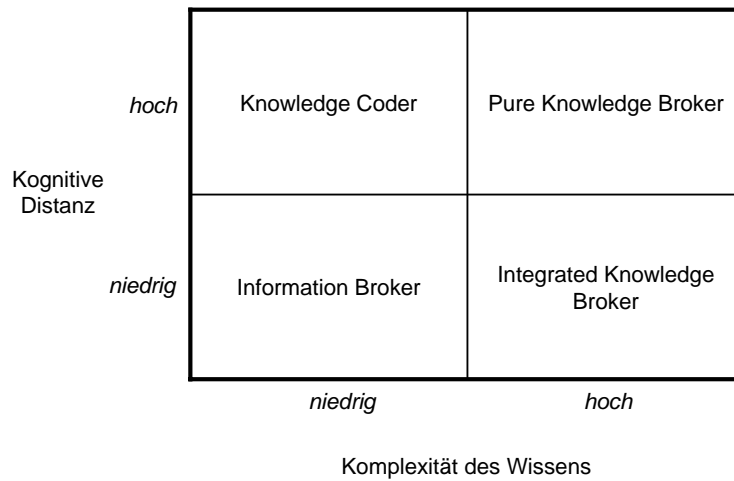 hoch
Knowledge Coder
Pure Knowledge Broker
Kognitive
Distanz
niedrig
Information Broker
Integrated Knowledge
Broker
niedrig
hoch
Komplexität des Wissens